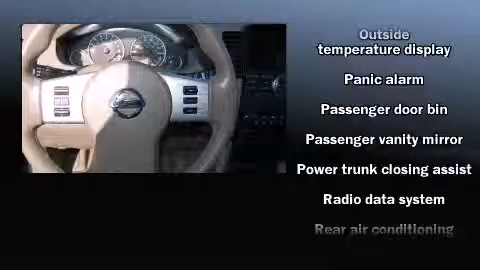 Outside
temperature display
Panic alarm
Passenger door bin
Passenger vanity mirror
Power trunk closing assist
Radio data system
Rear air conditioning